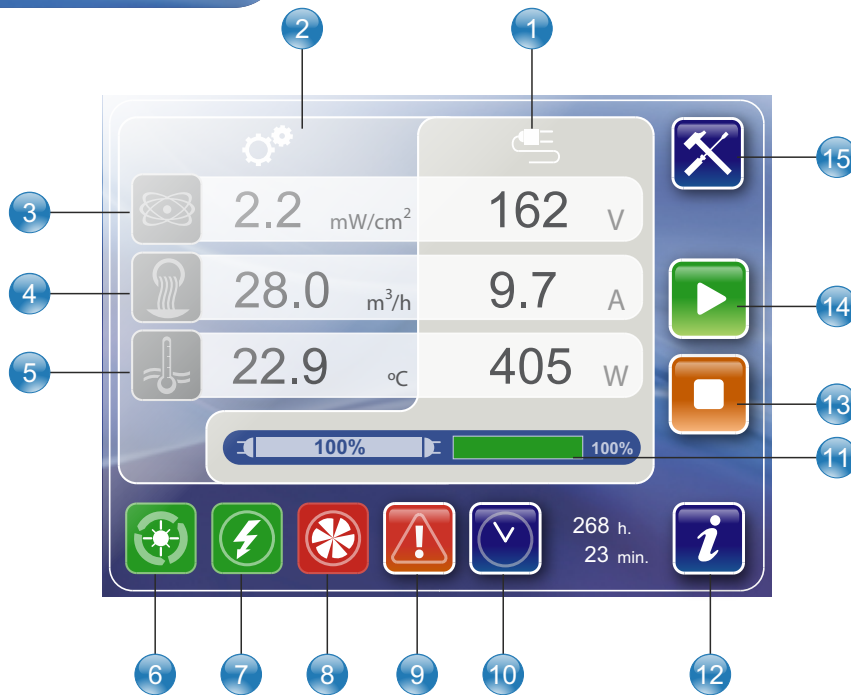 2 1
15
3 2.2 mW/cm² 162 V
4 28.0 m³/h 9.7 A
14
5 22.9 ºC 405 W
13
100% 100%
11
268 h.
23 min.
i
6 7 8 9 10 12